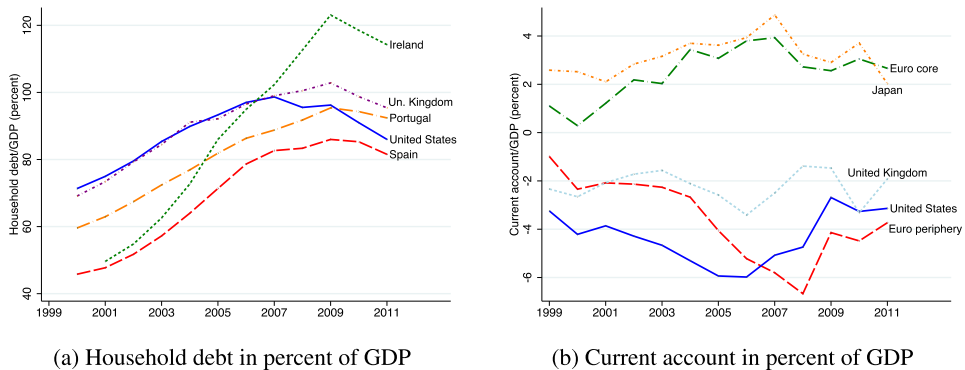 Household debt/GDP (percent)
120
100
80
60
40
1999 2001 2003 2005 2007 2009 2011
Ireland
Un. Kingdom
Portugal
United States
Spain
(a) Household debt in percent of GDP
Current account/GDP (percent)
4
2
0
-2
-4
-6
1999 2001 2003 2005 2007 2009 2011
Euro core
Japan
United Kingdom
United States
Euro periphery
(b) Current account in percent of GDP